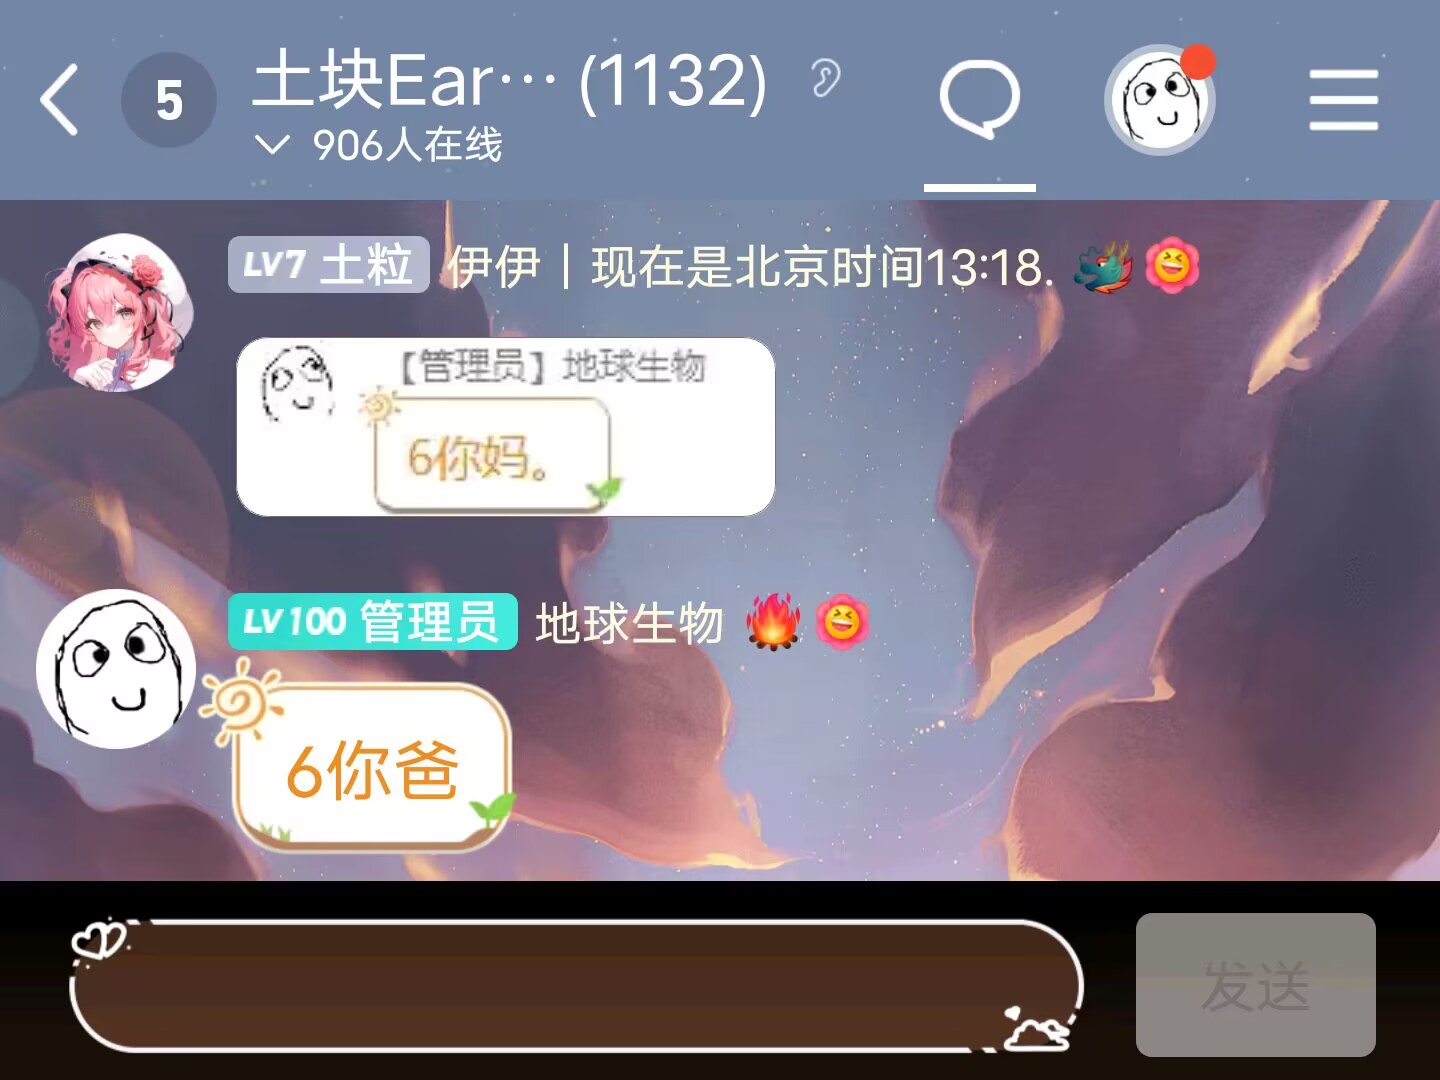 5
土块Ear… (1132)
906人在线
LV7 土粒 伊伊｜现在是北京时间13:18.
【管理员】地球生物
6你妈。
LV100 管理员 地球生物
6你爸
发送